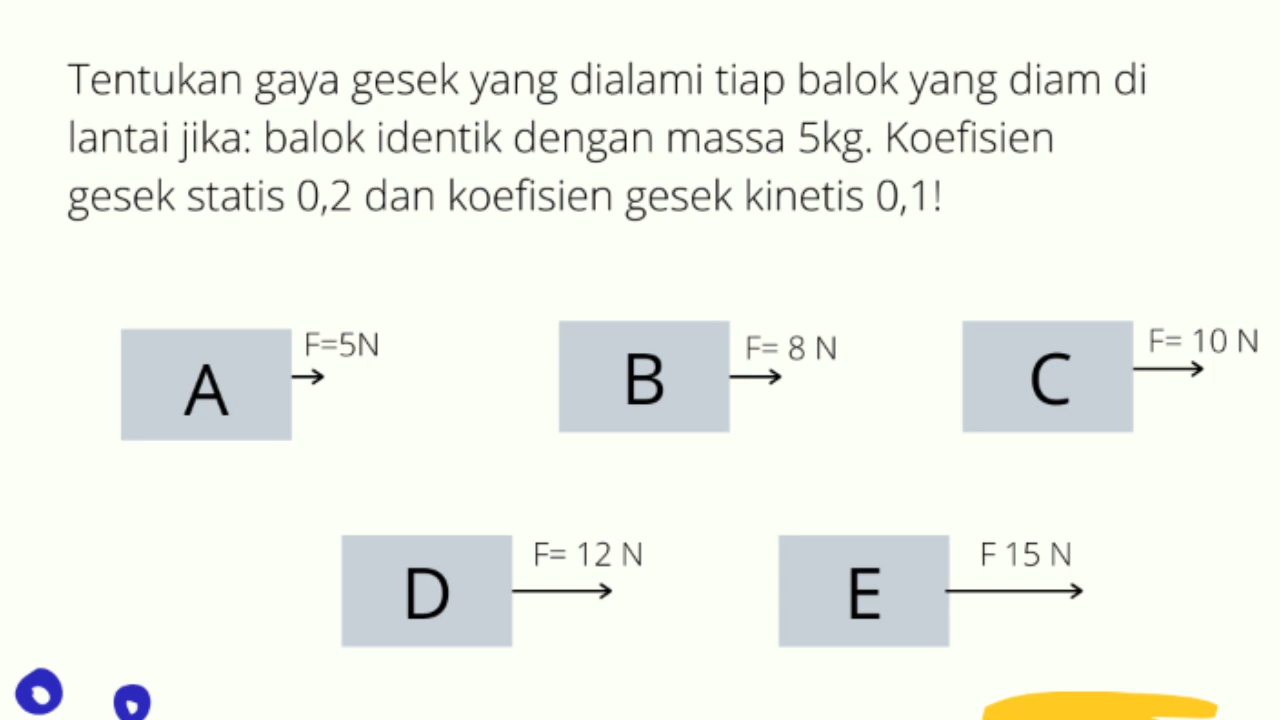 Tentukan gaya gesek yang dialami tiap balok yang diam di
lantai jika: balok identik dengan massa 5kg. Koefisien
gesek statis 0,2 dan koefisien gesek kinetis 0,1!
F=5N
A
F= 8 N
B
F= 10 N
C
F= 12 N
D
F 15 N
E